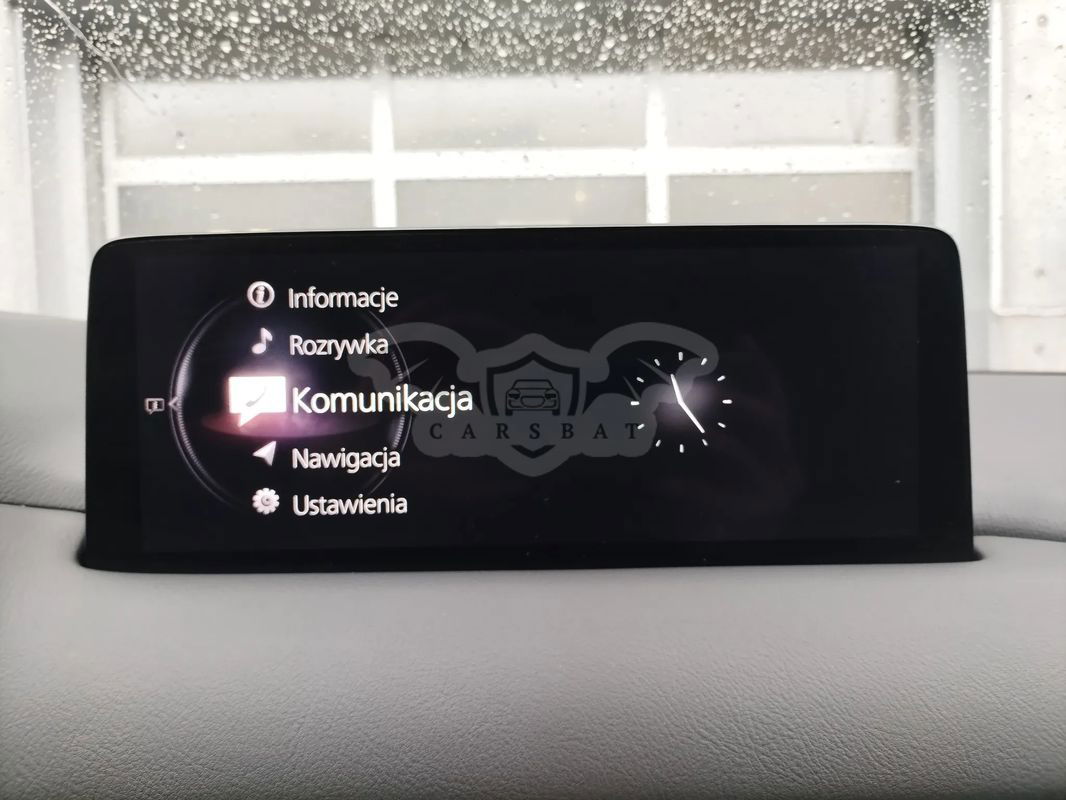 Informacje
Rozrywka
Komunikacja
Nawigacja
Ustawienia
CARSBAT